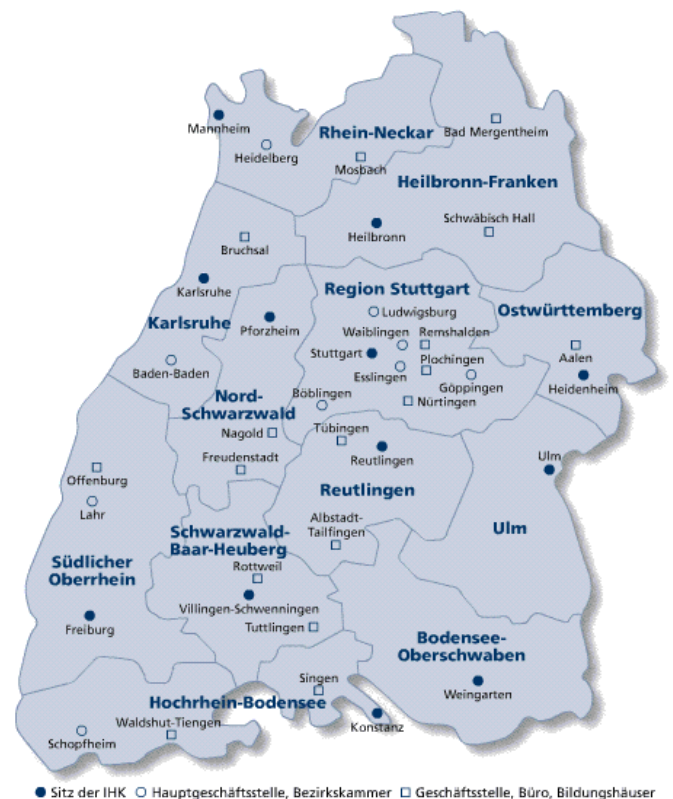 Mannheim
Heidelberg
Rhein-Neckar
Mosbach
Bad Mergentheim
Heilbronn-Franken
Schwäbisch Hall
Heilbronn
Bruchsal
Karlsruhe
Karlsruhe
Pforzheim
Baden-Baden
Region Stuttgart
Ludwigsburg
Waiblingen
Remshalden
Stuttgart
Plochingen
Esslingen
Göppingen
Böblingen
Nürtingen
Ostwürttemberg
Aalen
Heidenheim
Nord-
Schwarzwald
Nagold
Freudenstadt
Tübingen
Reutlingen
Reutlingen
Albstadt-
Tailfingen
Ulm
Ulm
Offenburg
Lahr
Südlicher
Oberrhein
Freiburg
Schwarzwald-
Baar-Heuberg
Rottweil
Villingen-Schwenningen
Tuttlingen
Bodensee-
Oberschwaben
Weingarten
Singen
Hochrhein-Bodensee
Konstanz
Waldshut-Tiengen
Schopfheim
Sitz der IHK Hauptgeschäftsstelle, Bezirkskammer Geschäftsstelle, Büro, Bildungshäuser